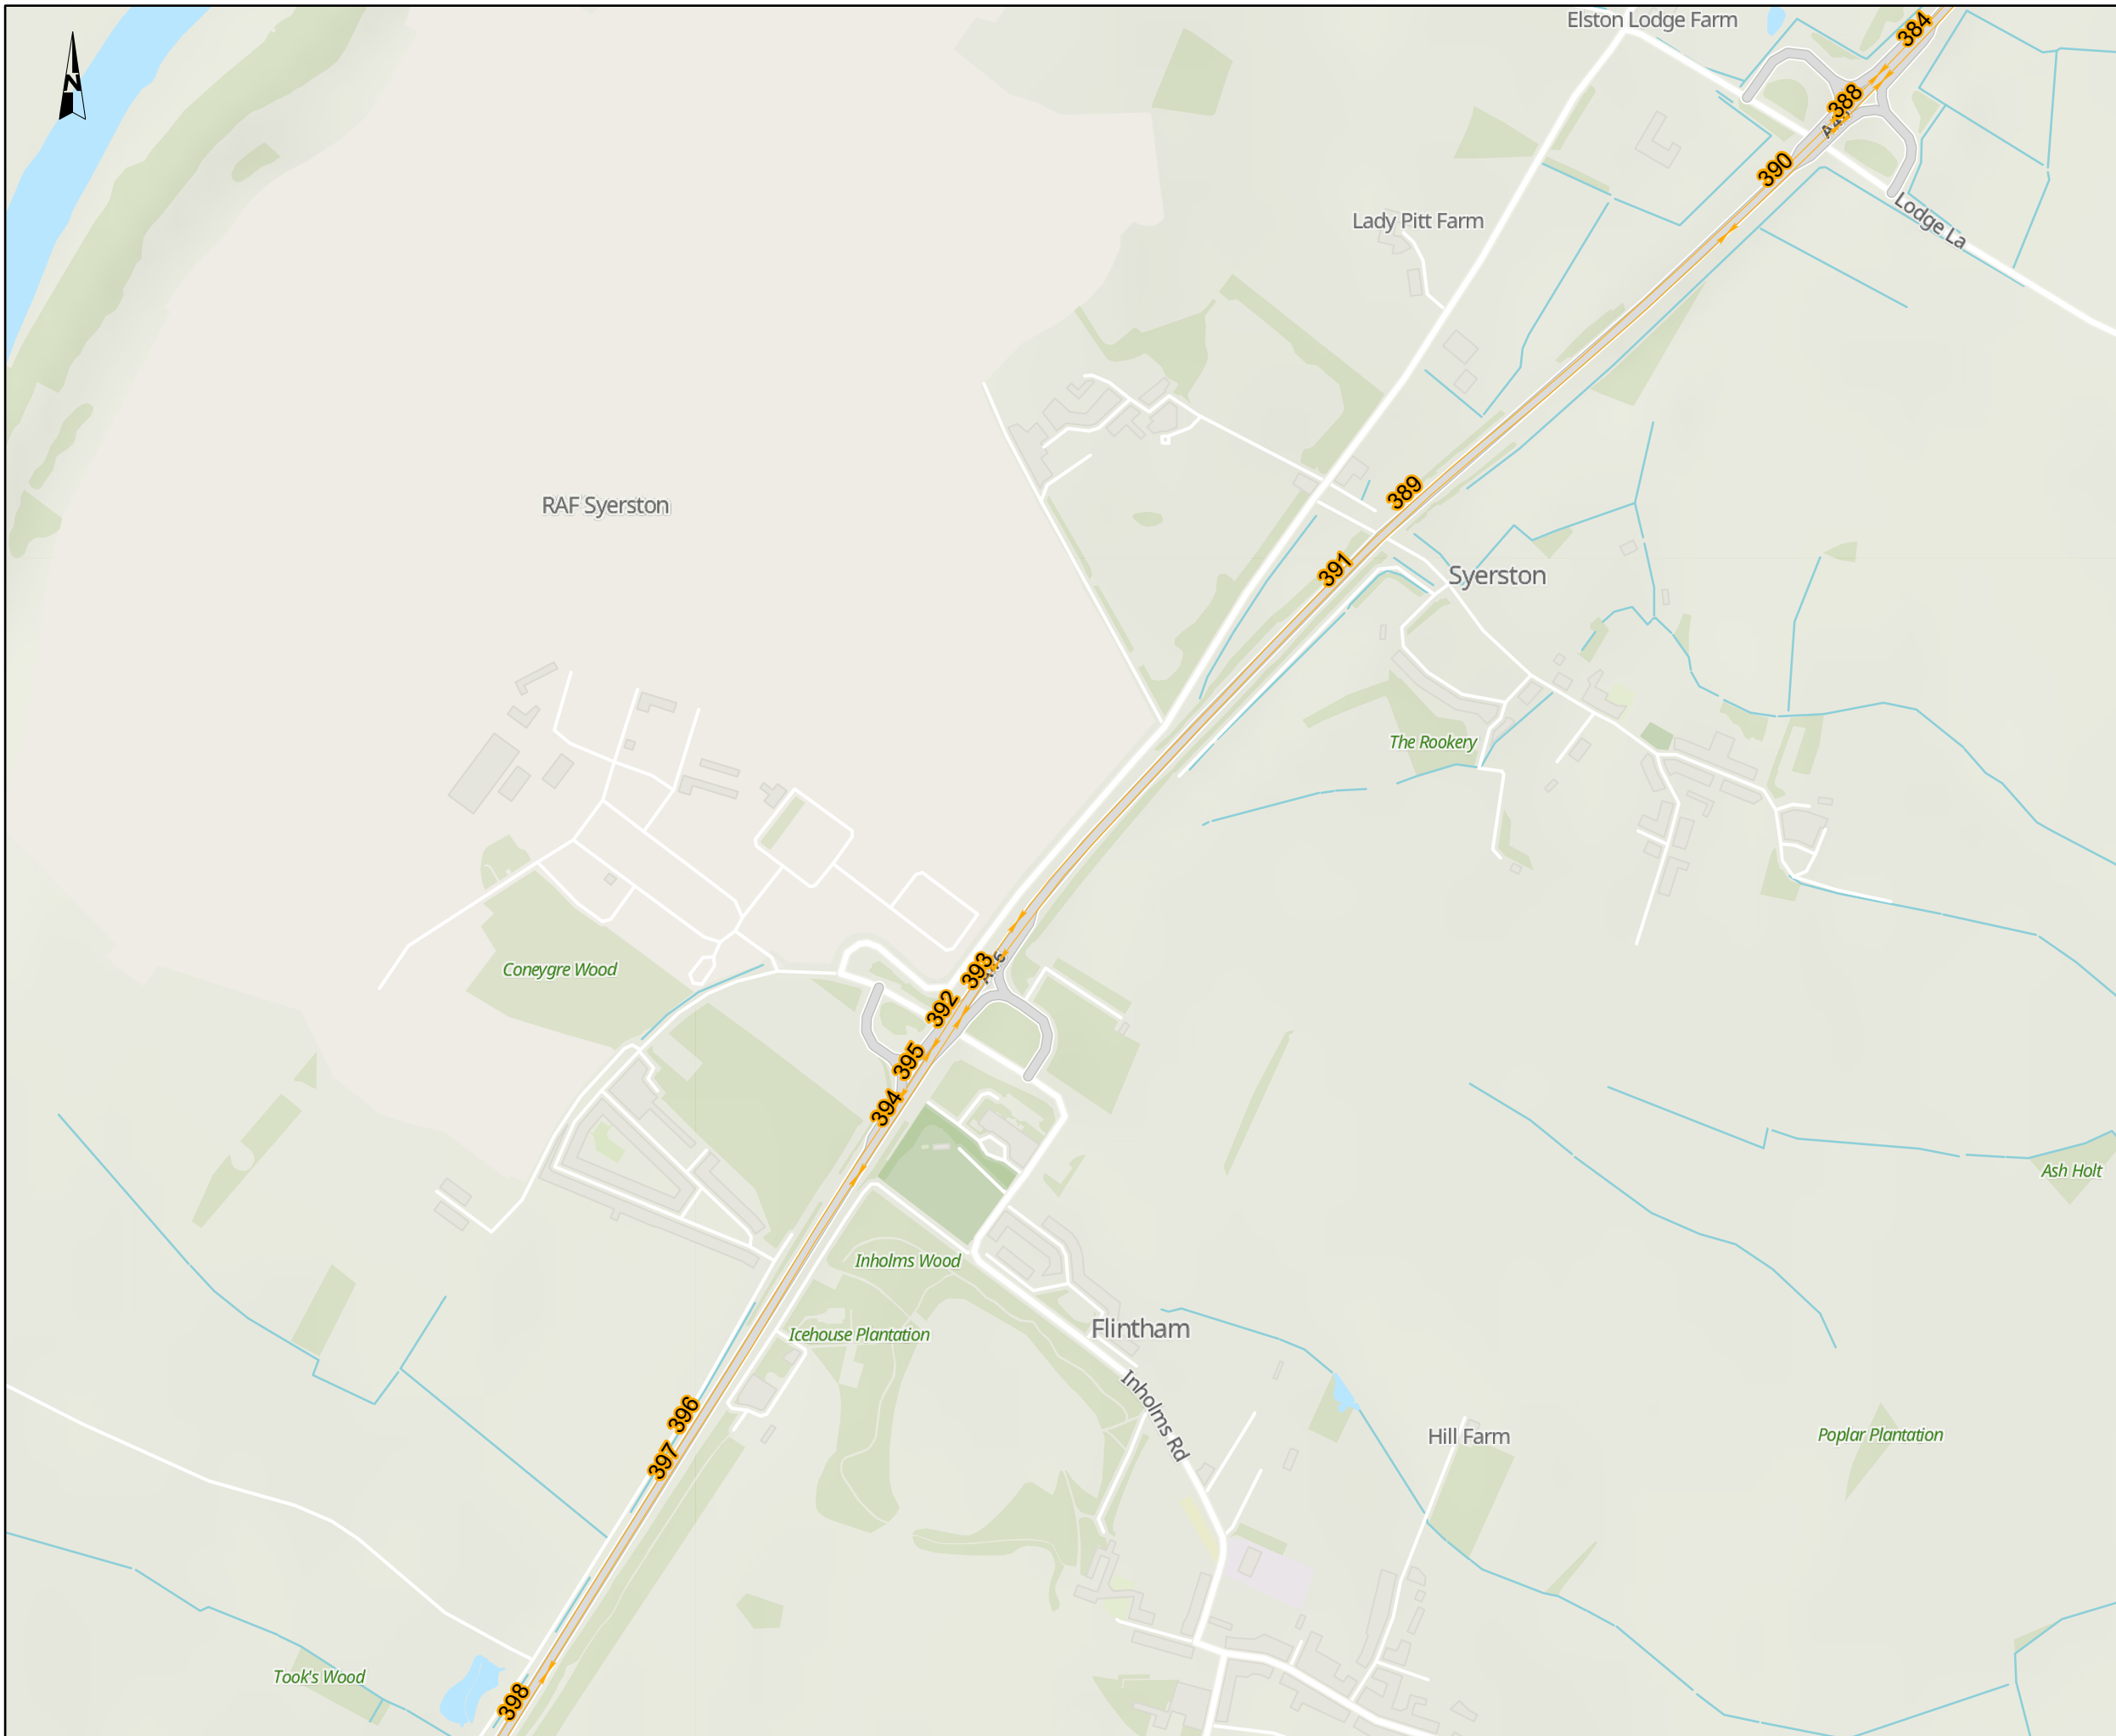 Elston Lodge Farm
384
N
388
390
Lodge La
Lady Pitt Farm
389
RAF Syerston
391
Syerston
The Rookery
393
Coneygre Wood
392
395
394
Ash Holt
Inholms Wood
Flintham
Icehouse Plantation
Inholms Rd
396
Hill Farm
Poplar Plantation
397
Took's Wood
398